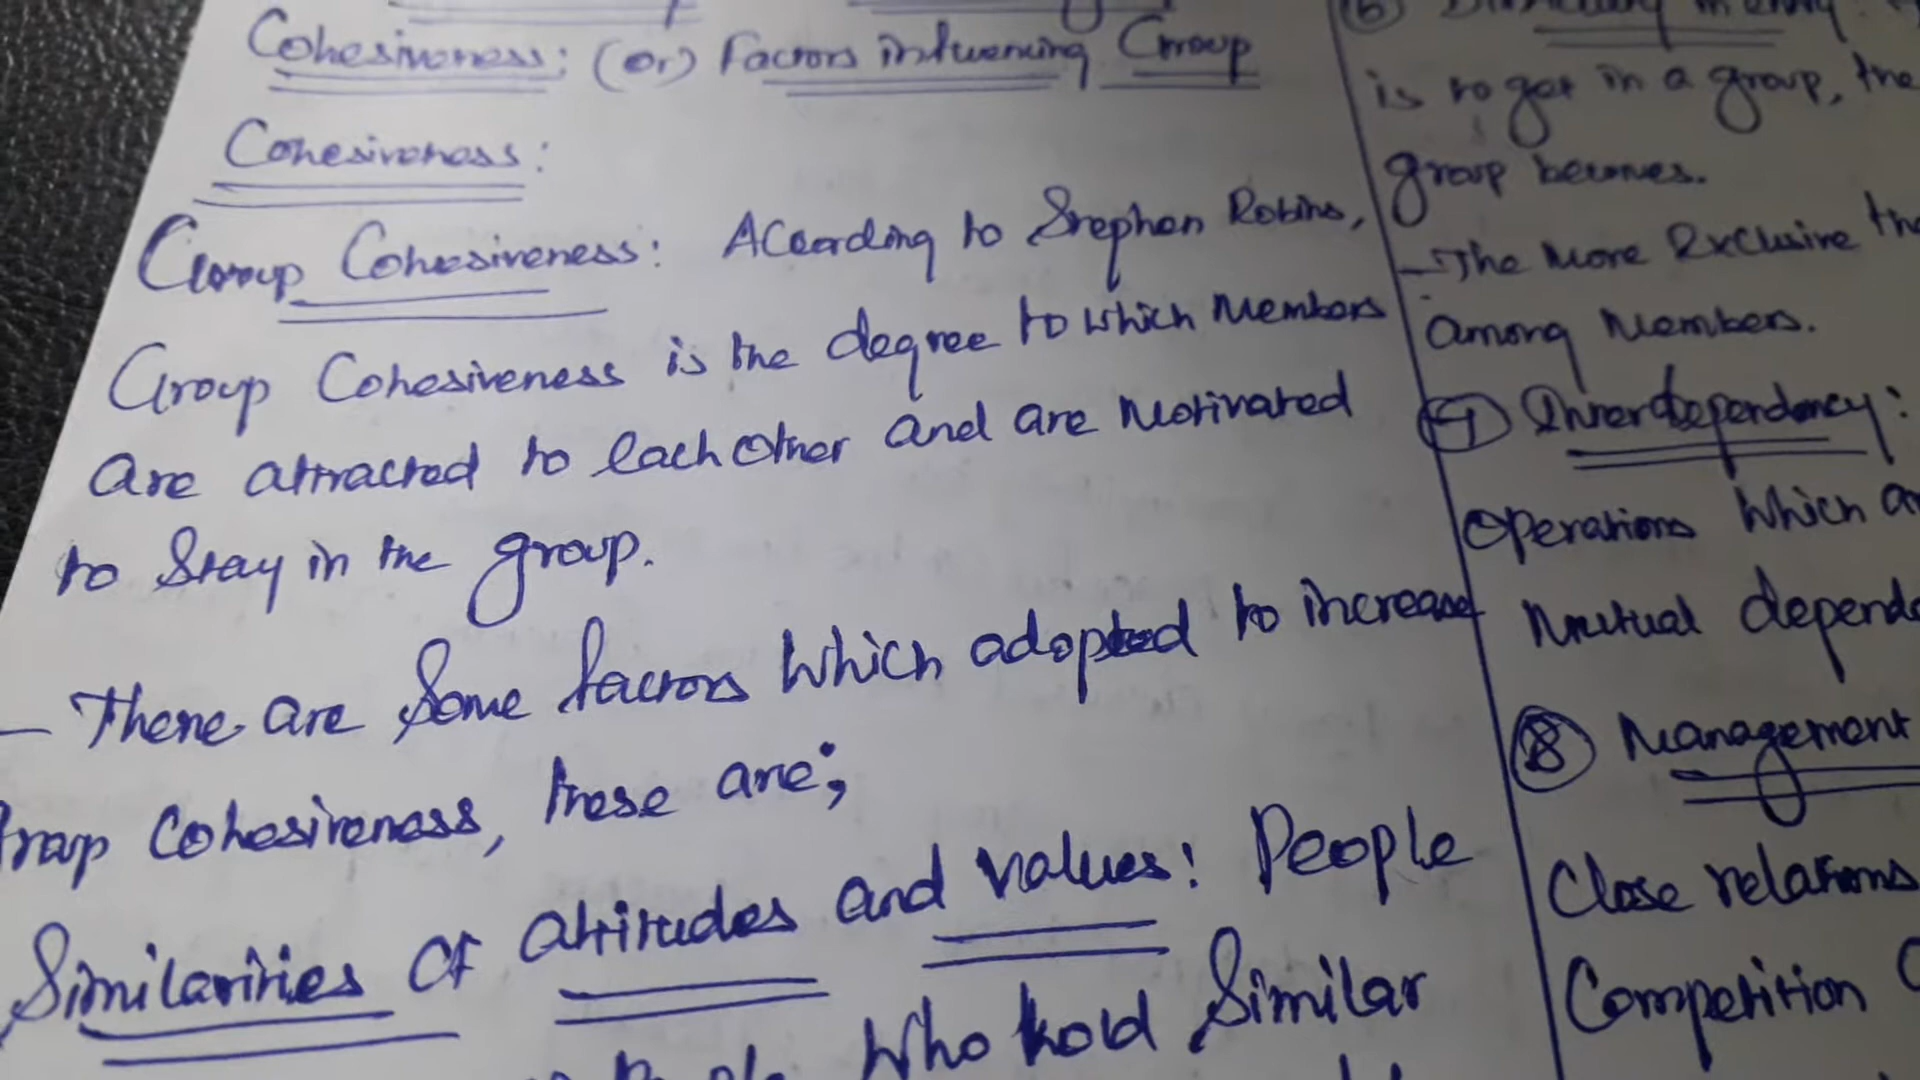 Cohesiveness: (or) Factors influencing Group
Cohesiveness:
Group Cohesiveness: According to Stephen Robins,
Group Cohesiveness is the degree to which Members
are attracted to each other and are Motivated
to Stay in the group.
— There are Some factors which adopted to increase
Group Cohesiveness, these are;
Similarities of attitudes and values: People
who hold Similar
is to get in a group, the
group becomes.
— The More Exclusive the
among Members.
7 Interdependency:
Operations which
Mutual
8 Management
Close relations
Competition